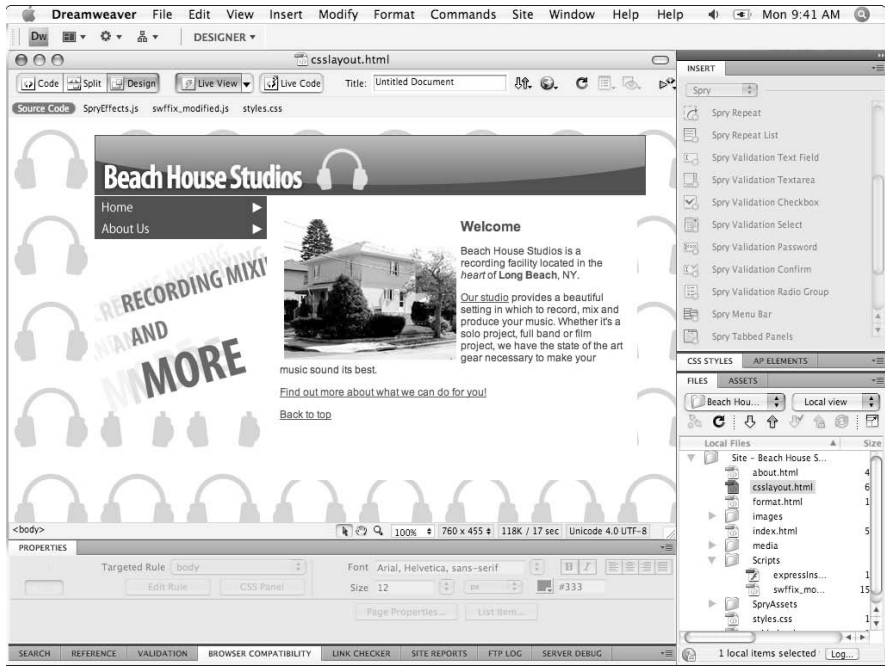 Dreamweaver File Edit View Insert Modify Format Commands Site Window Help Help Mon 9:41 AM
Dw DESIGNER
csslayout.html
Code Split Design Live View Live Code Title: Untitled Document
Source Code SpryEffects.js swffix_modified.js styles.css
Beach House Studios
Home
About Us
RECORDING MIXI
AND
MORE
Welcome
Beach House Studios is a
recording facility located in the
heart of Long Beach, NY.
Our studio provides a beautiful
setting in which to record, mix and
produce your music. Whether it's a
solo project, full band or film
project, we have the state of the art
gear necessary to make your
music sound its best.
Find out more about what we can do for you!
Back to top
<body> 100% 760 x 455 118K / 17 sec Unicode 4.0 UTF-8
PROPERTIES
Targeted Rule body Font Arial, Helvetica, sans-serif B I
Edit Rule CSS Panel Size 12 px #333
Page Properties... List Item...
SEARCH REFERENCE VALIDATION BROWSER COMPATIBILITY LINK CHECKER SITE REPORTS FTP LOG SERVER DEBUG
INSERT
Spry
Spry Repeat
Spry Repeat List
Spry Validation Text Field
Spry Validation Textarea
Spry Validation Checkbox
Spry Validation Select
Spry Validation Password
Spry Validation Confirm
Spry Validation Radio Group
Spry Menu Bar
Spry Tabbed Panels
CSS STYLES AP ELEMENTS
FILES ASSETS
Beach Hou... Local view
Local Files Size
Site - Beach House S...
about.html 4
csslayout.html 6
format.html 1
images
index.html 5
media
Scripts
expressIns... 1
swffix_mo... 15
SpryAssets
styles.css 1
1 local items selected Log...